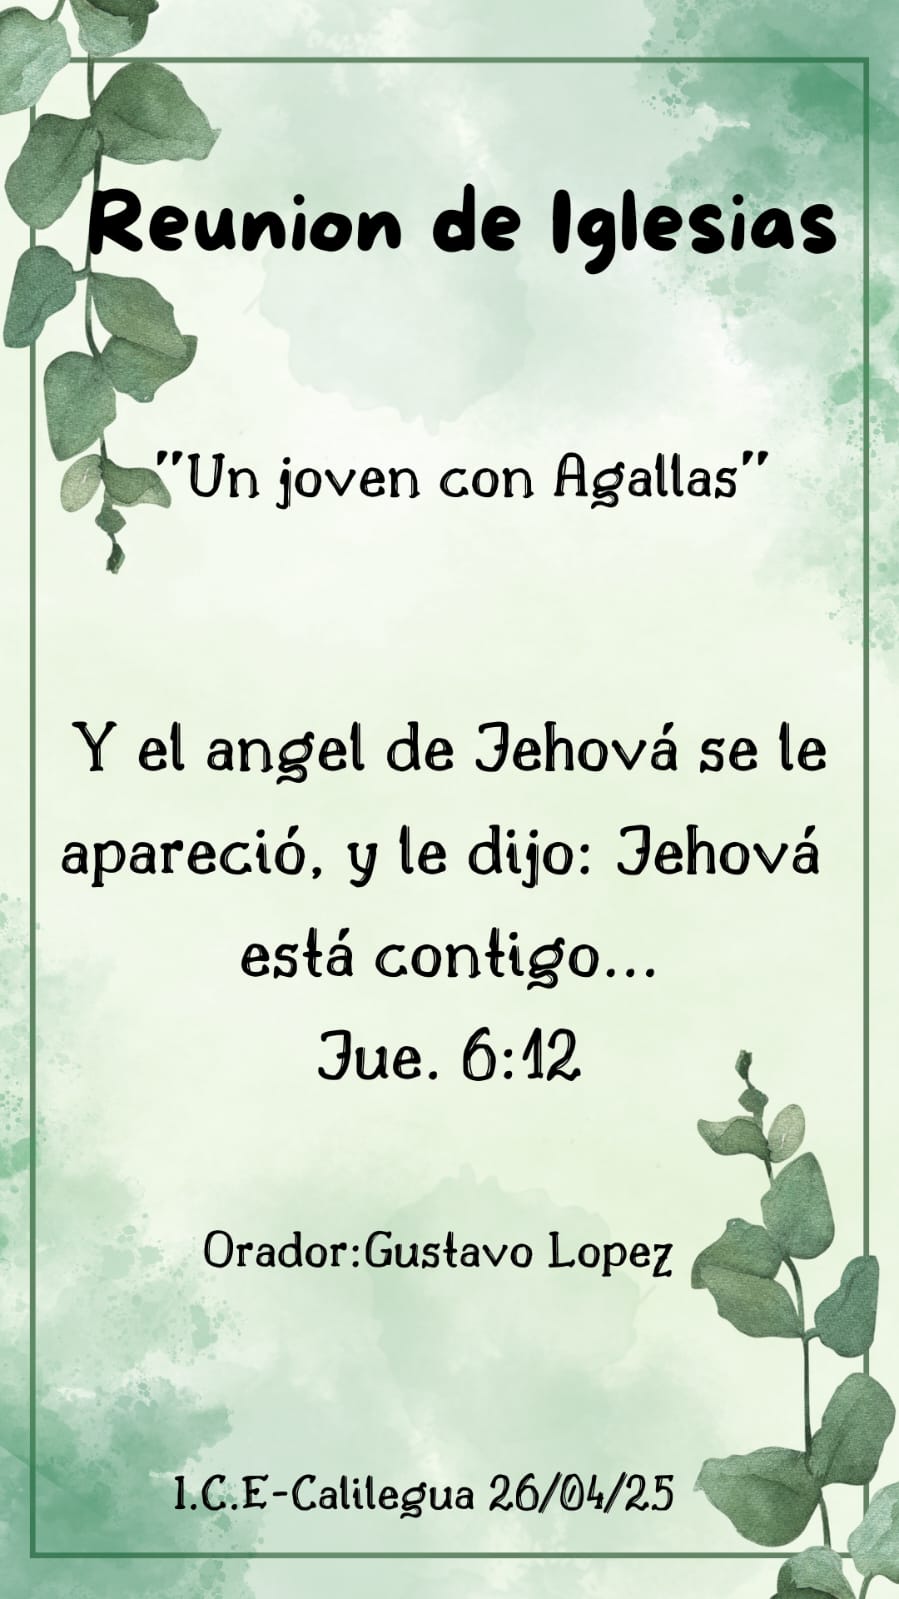 Reunion de Iglesias
"Un joven con Agallas"
Y el angel de Jehová se le
apareció, y le dijo: Jehová
está contigo...
Jue. 6:12
Orador:Gustavo Lopez
I.C.E-Calilegua 26/04/25